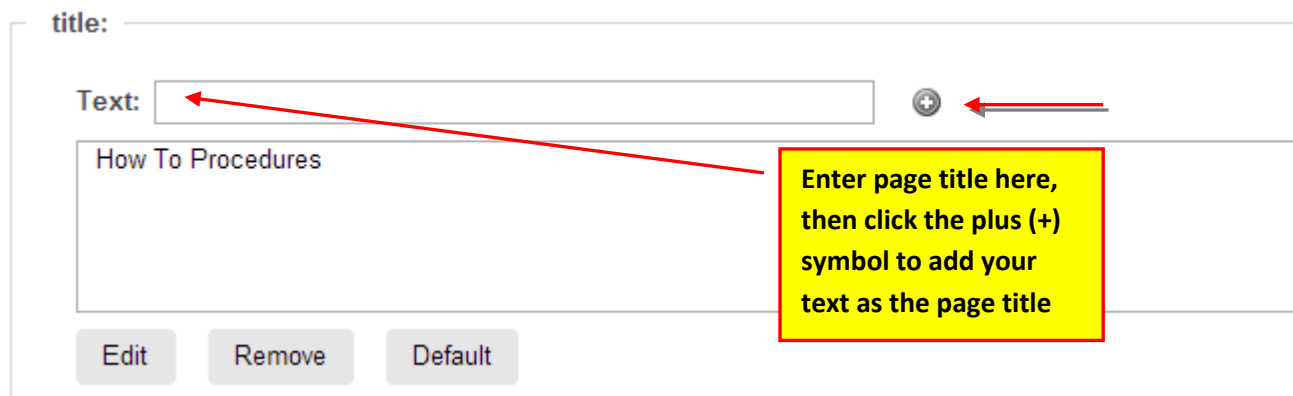 title:
Text:
How To Procedures
Enter page title here,
then click the plus (+)
symbol to add your
text as the page title
Edit Remove Default